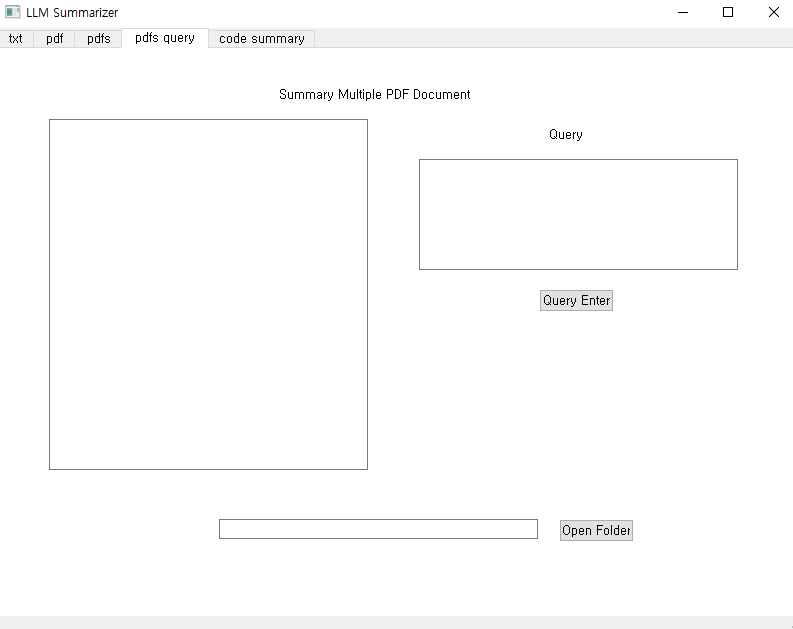 LLM Summarizer
txt pdf pdfs pdfs query code summary
Summary Multiple PDF Document
Query
Query Enter
Open Folder